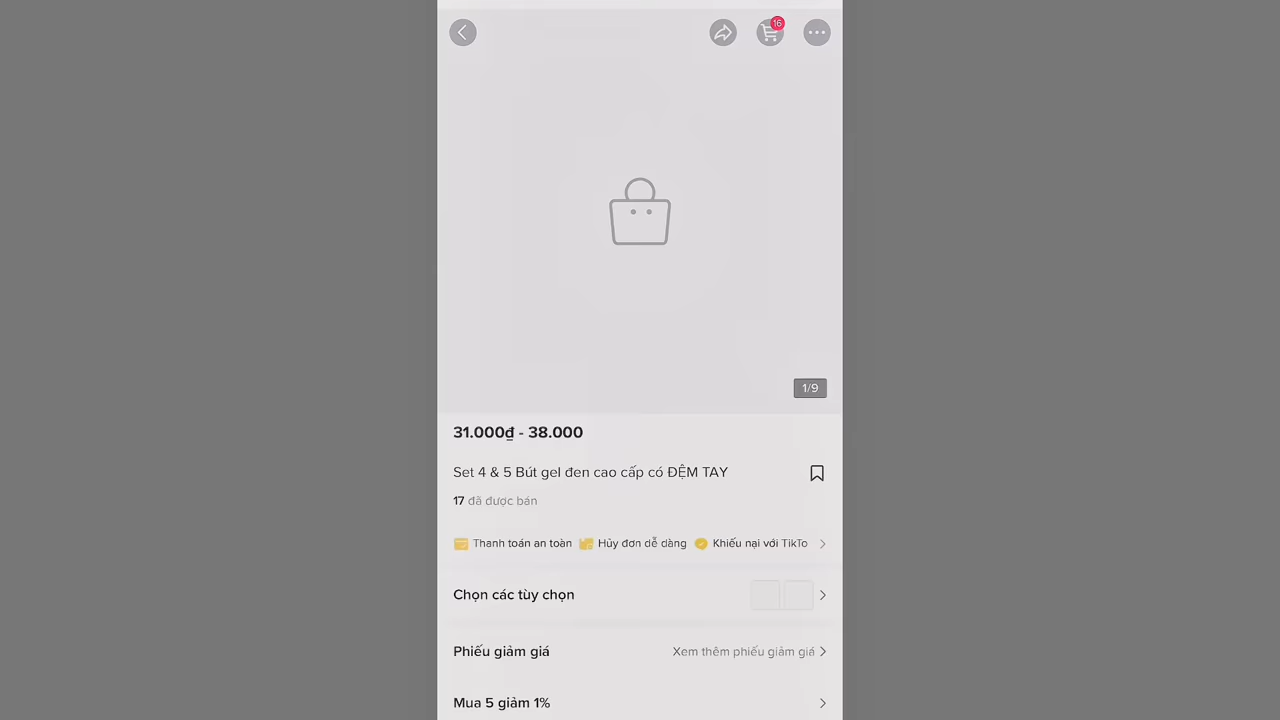 16
1/9
31.000₫ - 38.000
Set 4 & 5 Bút gel đen cao cấp có ĐỆM TAY
17 đã được bán
Thanh toán an toàn Hủy đơn dễ dàng Khiếu nại với TikTo
Chọn các tùy chọn
Phiếu giảm giá Xem thêm phiếu giảm giá
Mua 5 giảm 1%